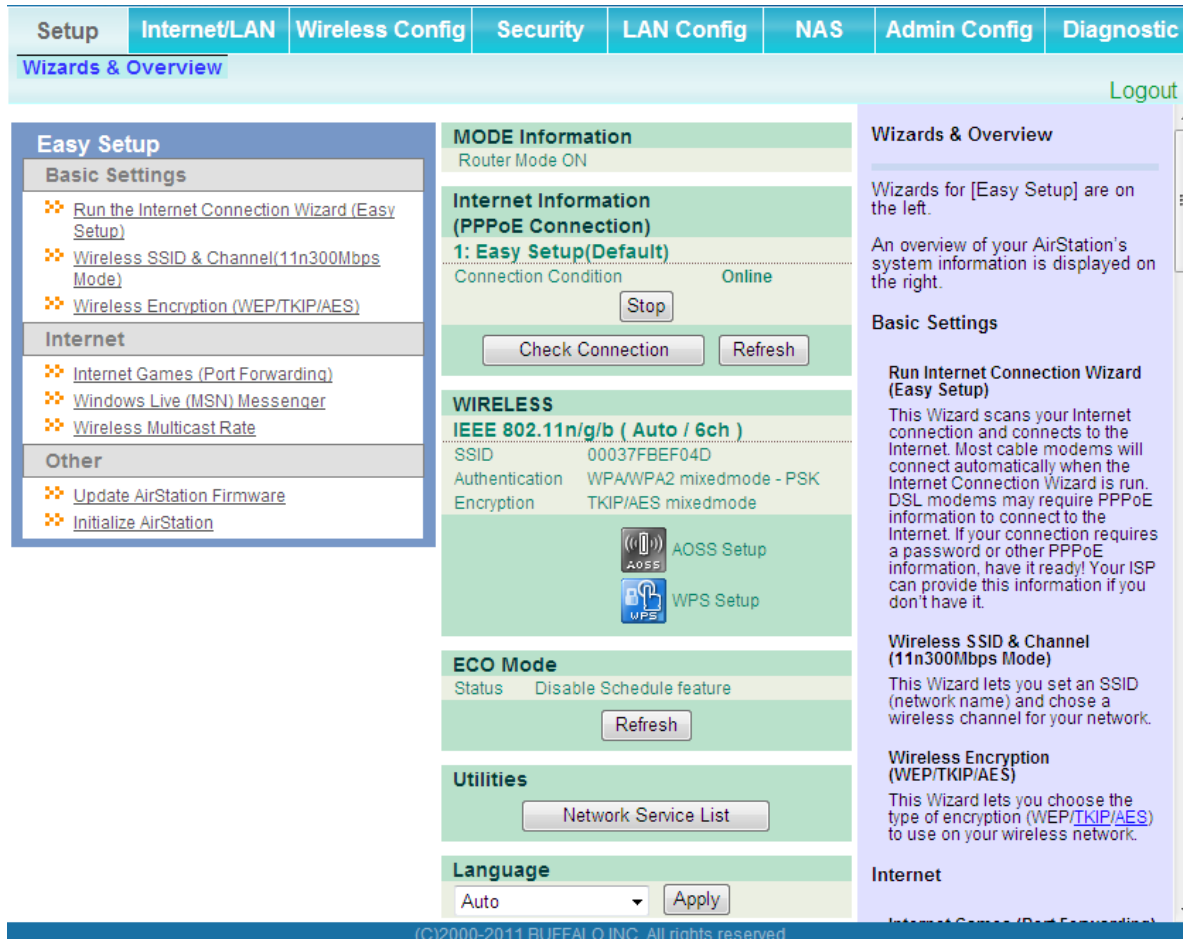 Setup
Internet/LAN
Wireless Config
Security
LAN Config
NAS
Admin Config
Diagnostic
Wizards & Overview
Logout
Easy Setup
Basic Settings
Run the Internet Connection Wizard (Easy
Setup)
Wireless SSID & Channel(11n300Mbps
Mode)
Wireless Encryption (WEP/TKIP/AES)
Internet
Internet Games (Port Forwarding)
Windows Live (MSN) Messenger
Wireless Multicast Rate
Other
Update AirStation Firmware
Initialize AirStation
MODE Information
Router Mode ON
Internet Information
(PPPoE Connection)
1: Easy Setup(Default)
Connection Condition Online
Stop
Check Connection Refresh
WIRELESS
IEEE 802.11n/g/b ( Auto / 6ch )
SSID 00037FBEF04D
Authentication WPA/WPA2 mixedmode - PSK
Encryption TKIP/AES mixedmode
AOSS
AOSS Setup
WPS
WPS Setup
ECO Mode
Status Disable Schedule feature
Refresh
Utilities
Network Service List
Language
Auto Apply
Wizards & Overview
Wizards for [Easy Setup] are on
the left.
An overview of your AirStation's
system information is displayed on
the right.
Basic Settings
Run Internet Connection Wizard
(Easy Setup)
This Wizard scans your Internet
connection and connects to the
Internet. Most cable modems will
connect automatically when the
Internet Connection Wizard is run.
DSL modems may require PPPoE
information to connect to the
Internet. If your connection requires
a password or other PPPoE
information, have it ready! Your ISP
can provide this information if you
don't have it.
Wireless SSID & Channel
(11n300Mbps Mode)
This Wizard lets you set an SSID
(network name) and chose a
wireless channel for your network.
Wireless Encryption
(WEP/TKIP/AES)
This Wizard lets you choose the
type of encryption (WEP/TKIP/AES)
to use on your wireless network.
Internet
Internet Games (Port Forwarding)
(C)2000-2011 BUFFALO INC. All rights reserved.